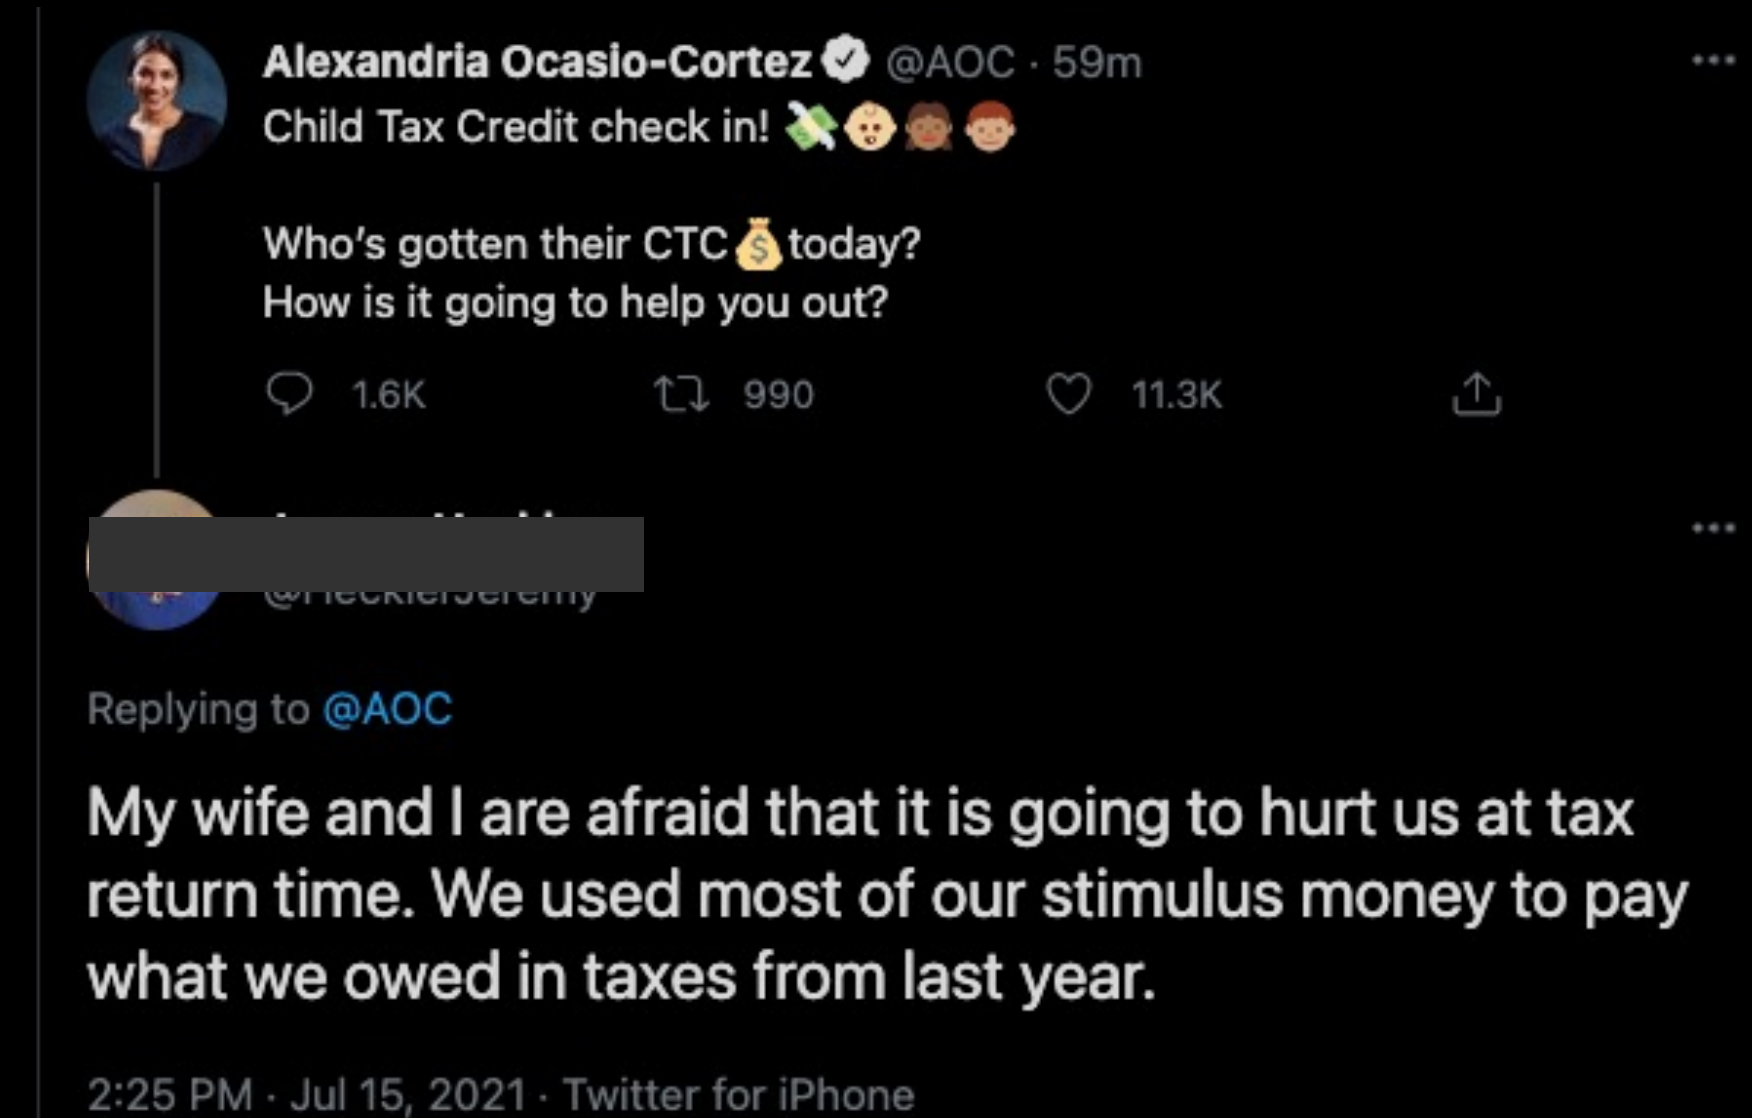 Alexandria Ocasio-Cortez @AOC · 59m
Child Tax Credit check in! 💸👶👧🏽👦🏼
Who's gotten their CTC💰today?
How is it going to help you out?
1.6K 990 11.3K
Replying to @AOC
My wife and I are afraid that it is going to hurt us at tax
return time. We used most of our stimulus money to pay
what we owed in taxes from last year.
2:25 PM · Jul 15, 2021 · Twitter for iPhone